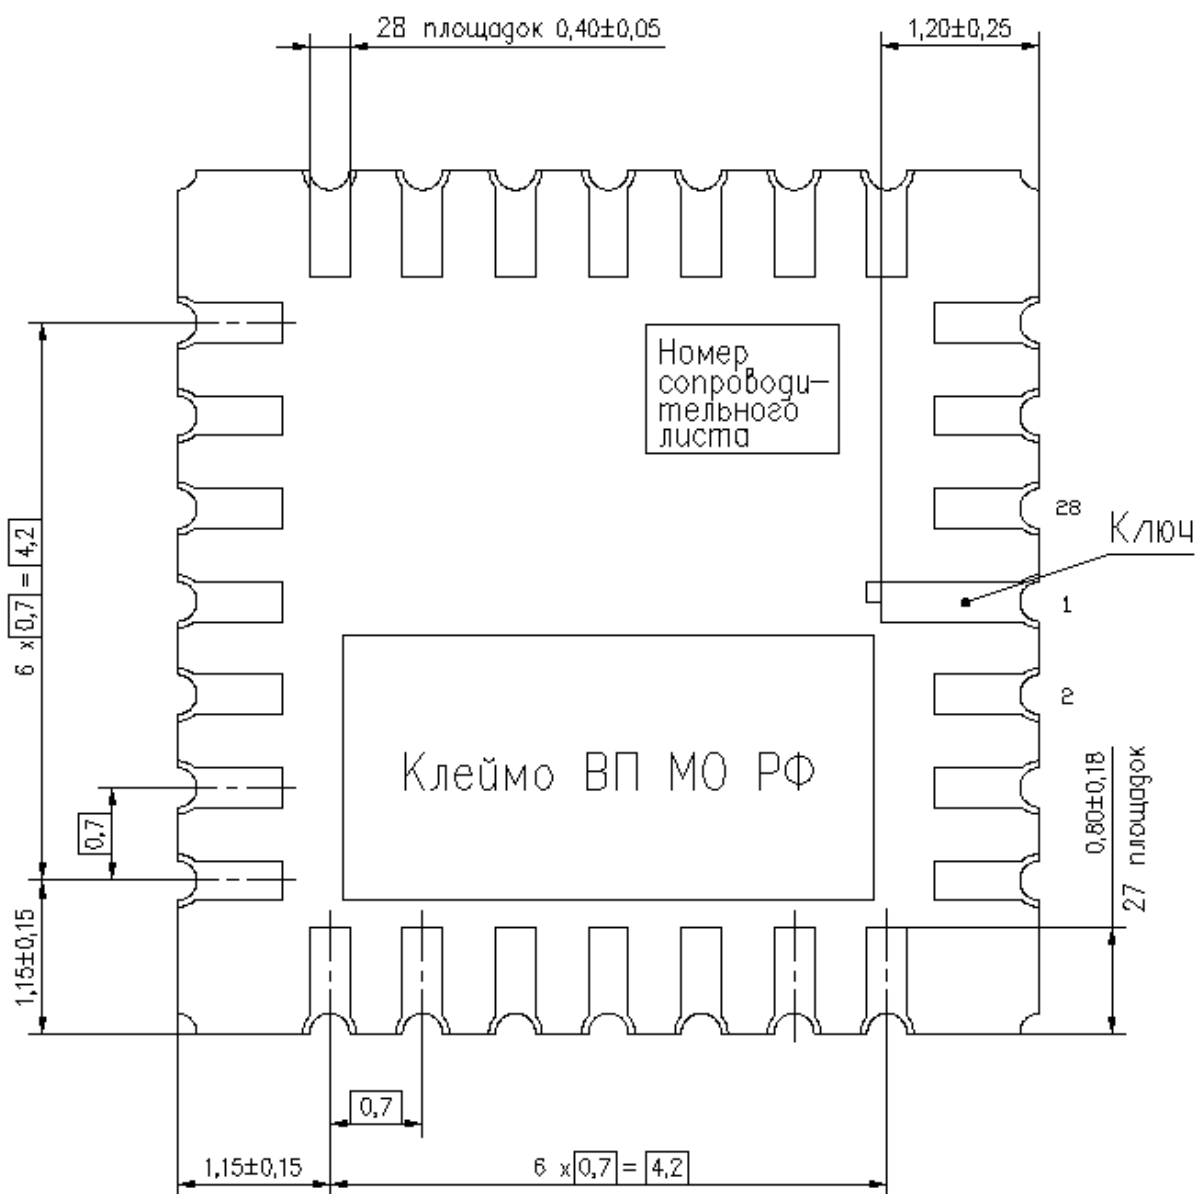 28 площадок 0,40±0,05
1,20±0,25
Номер
сопроводи-
тельного
листа
28
Ключ
1
2
6 x 0,7 = 4,2
Клеймо ВП МО РФ
0,7
0,80±0,18
27 площадок
1,15±0,15
0,7
1,15±0,15
6 x 0,7 = 4,2